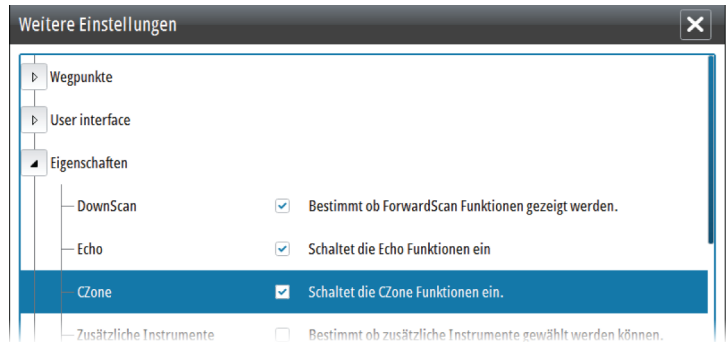 Weitere Einstellungen
Wegpunkte
User interface
Eigenschaften
DownScan Bestimmt ob ForwardScan Funktionen gezeigt werden.
Echo Schaltet die Echo Funktionen ein
CZone Schaltet die CZone Funktionen ein.
Zusätzliche Instrumente Bestimmt ob zusätzliche Instrumente gewählt werden können.